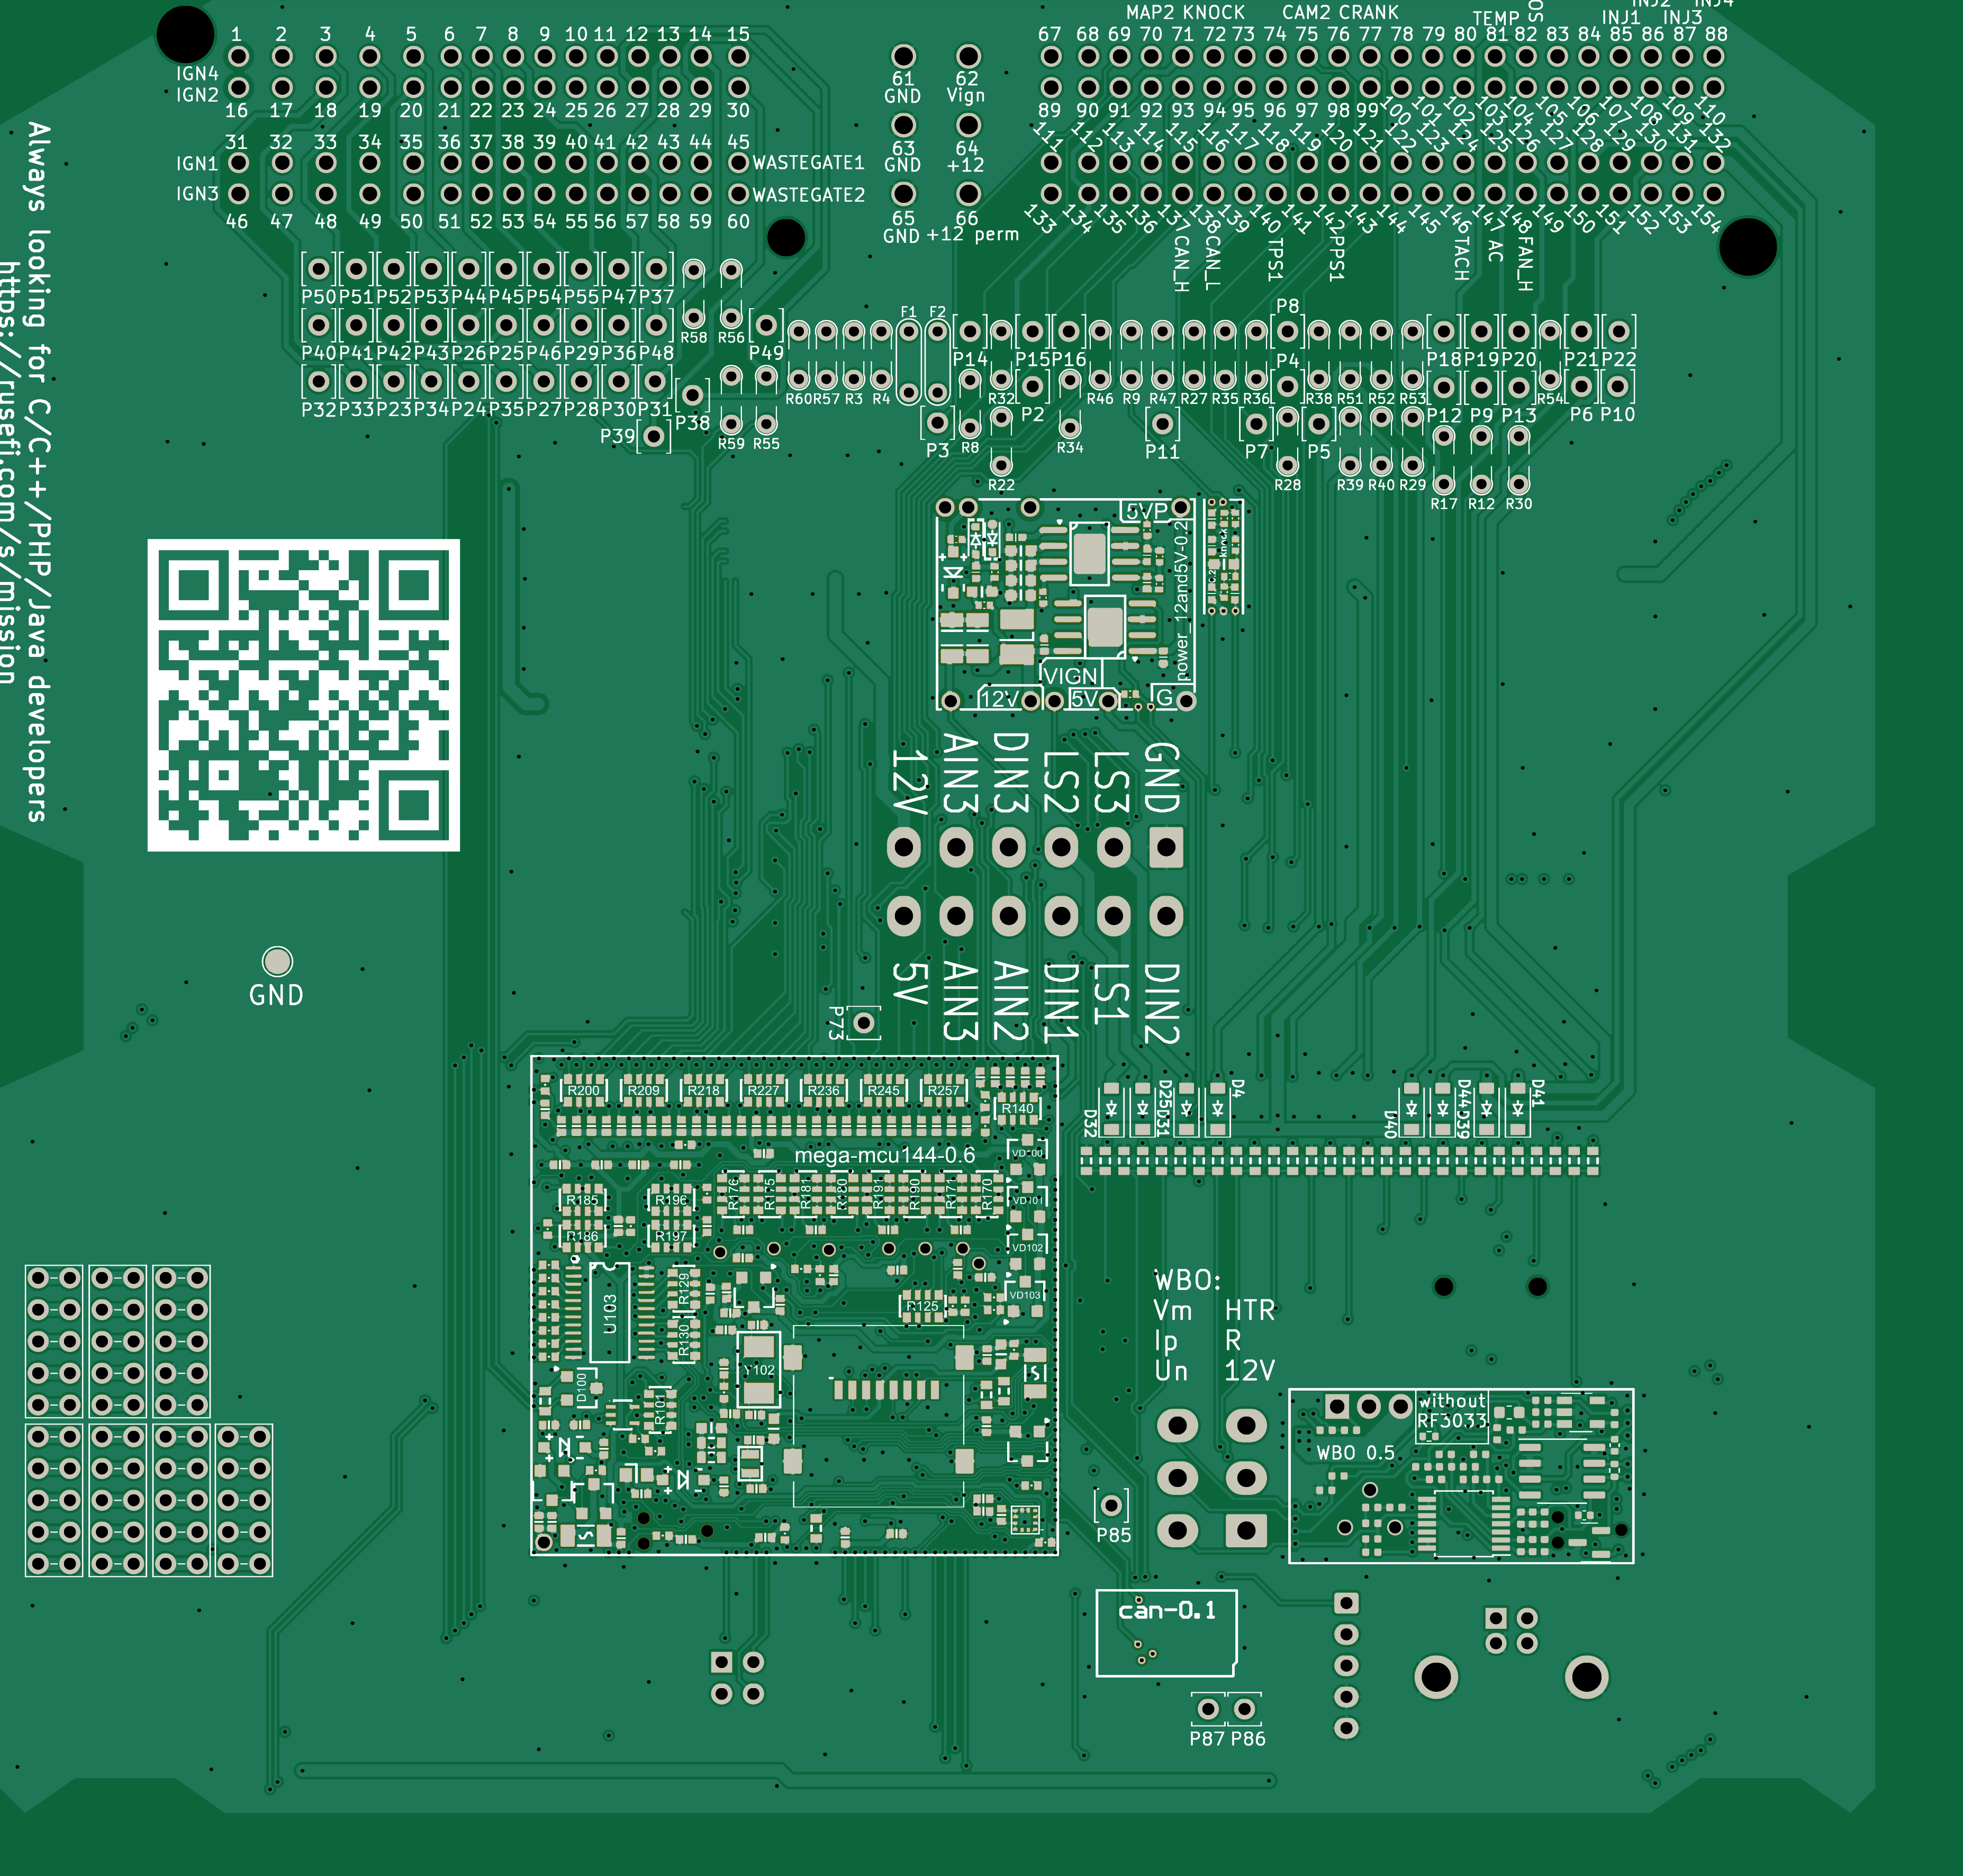 MAP2 KNOCK CAM2 CRANK TEMP INJ1 INJ3
1 2 3 4 5 6 7 8 9 10 11 12 13 14 15
61 62
67 68 69 70 71 72 73 74 75 76 77 78 79 80 81 82 83 84 85 86 87 88
IGN4
IGN2
GND Vign
16 17 18 19 20 21 22 23 24 25 26 27 28 29 30
89 90 91 92 93 94 95 96 97 98 99 100 101 102 103 104 105 106 107 108 109 110
31 32 33 34 35 36 37 38 39 40 41 42 43 44 45
63 64
GND +12
111 112 113 114 115 116 117 118 119 120 121 122 123 124 125 126 127 128 129 130 131 132
IGN1 WASTEGATE1
IGN3 WASTEGATE2
46 47 48 49 50 51 52 53 54 55 56 57 58 59 60
65 66
GND +12 perm
133 134 135 136 137 138 139 140 141 142 143 144 145 146 147 148 149 150 151 152 153 154
CAN_H CAN_L TPS1 PPS1 TACH AC FAN_H
Always looking for C/C++/PHP/Java developers
https://rusefi.com/s/mission
P50 P51 P52 P53 P44 P45 P54 P55 P47 P37
R58 R56 P49
P40 P41 P42 P43 P26 P25 P46 P29 P36 P48
P32 P33 P23 P34 P24 P35 P27 P28 P30 P31 P38
P39 R59 R55
F1 F2 P8
P14 P15 P16 P4 P18 P19 P20 P21 P22
R60 R57 R3 R4 R32 R46 R9 R47 R27 R35 R36 R38 R51 R52 R53 R54
P2 P12 P9 P13 P6 P10
P3 R8 R34 P11 P7 P5
R22 R28 R39 R40 R29
R17 R12 R30
5VP
power_12and5V-0.2
knock
VIGN
12V 5V G
12V AIN3 DIN3 LS2 LS3 GND
5V AIN3 AIN2 DIN1 LS1 DIN2
GND
P73
R200 R209 R218 R227 R236 R245 R257
R140
D32 D25 D31 D4 D40 D44 D39 D41
mega-mcu144-0.6
VD100
R176 R175 R181 R180 R191 R190 R171 R170
R185 R196
VD101
R186 R197
VD102
U103 R129
VD103
R125
R130
Y102
D100
R101
WBO:
Vm HTR
Ip R
Un 12V
without
RF3033
WBO 0.5
P85
can-0.1
P87 P86